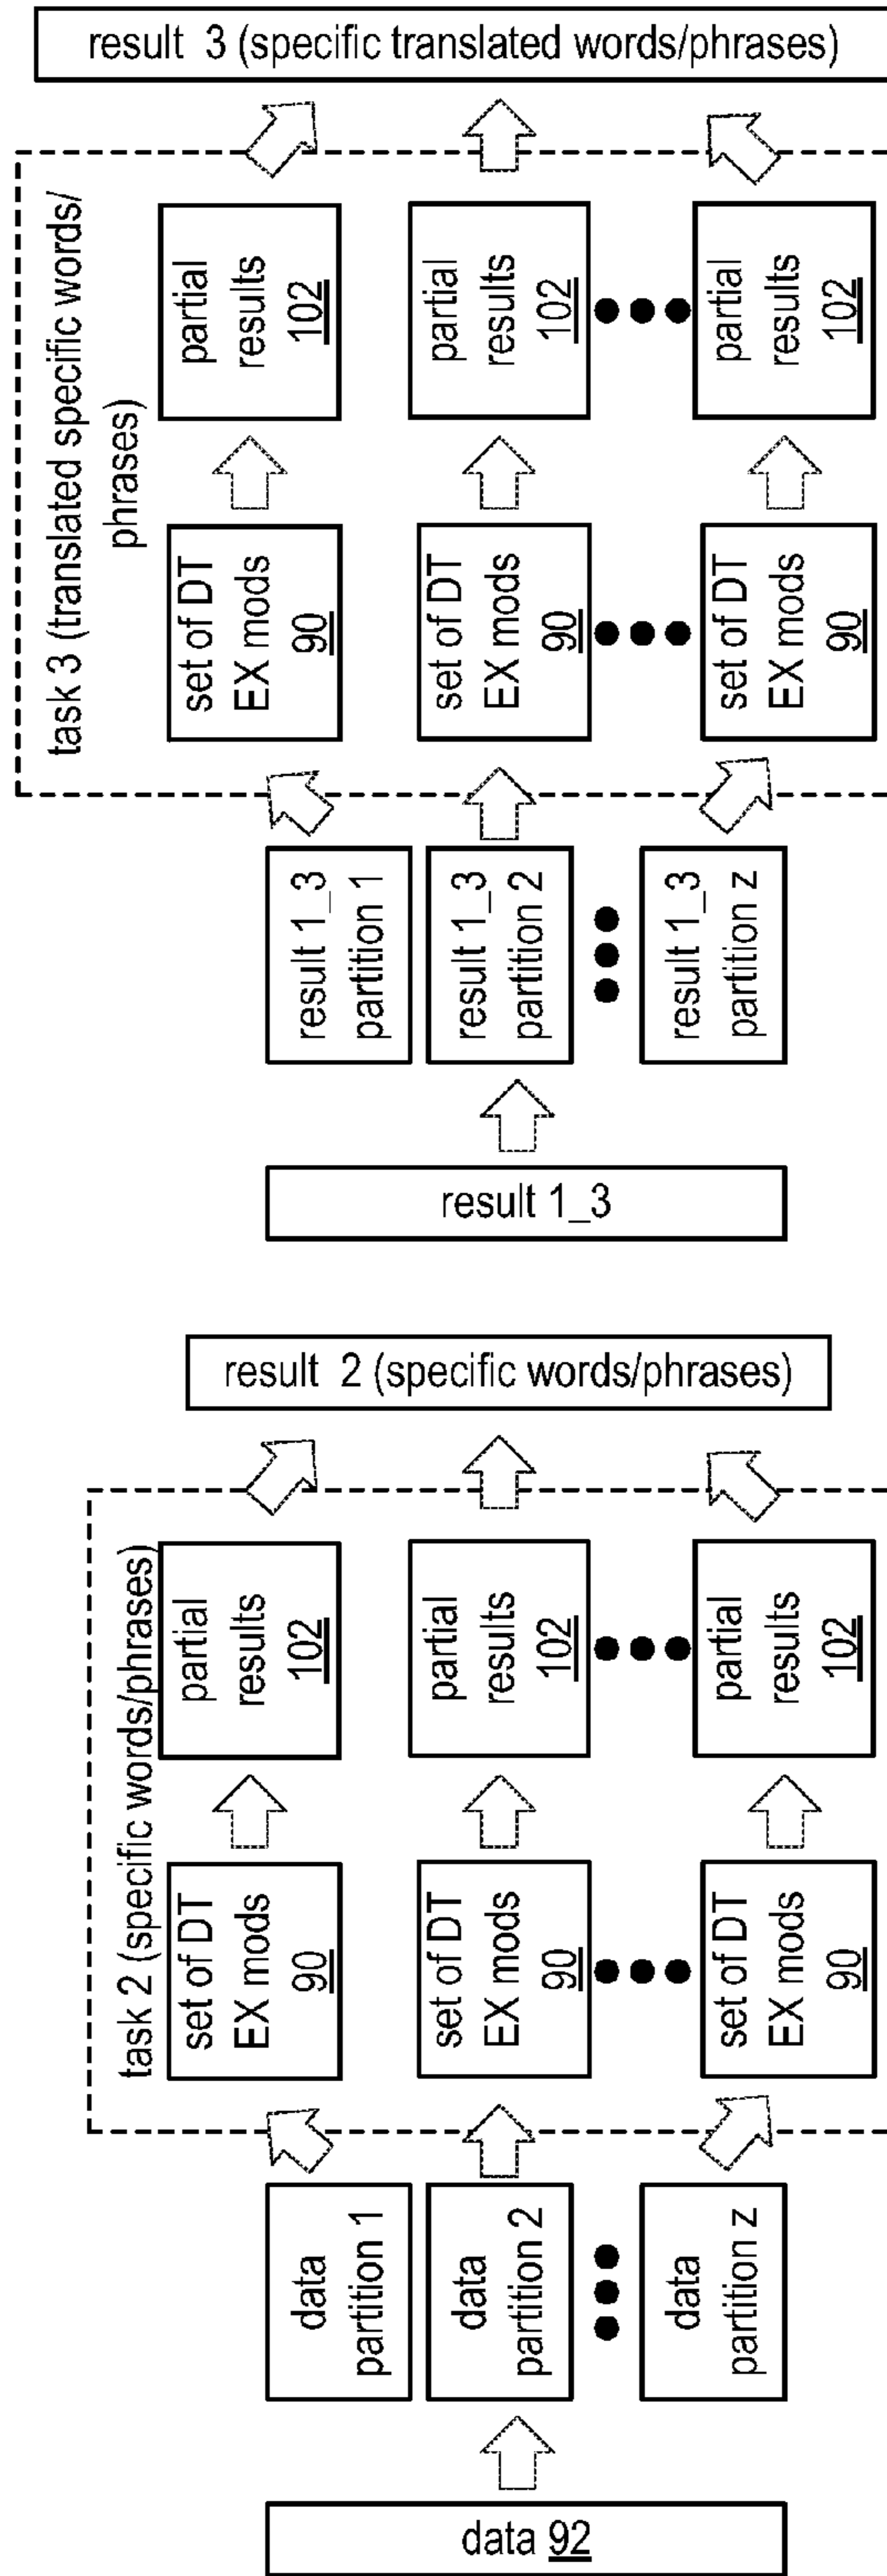 data 92
data
partition 1
data
partition 2
data
partition z
task 2 (specific words/phrases)
set of DT
EX mods
90
set of DT
EX mods
90
set of DT
EX mods
90
partial
results
102
partial
results
102
partial
results
102
result 2 (specific words/phrases)
result 1_3
result 1_3
partition 1
result 1_3
partition 2
result 1_3
partition z
task 3 (translated specific words/
phrases)
set of DT
EX mods
90
set of DT
EX mods
90
set of DT
EX mods
90
partial
results
102
partial
results
102
partial
results
102
result 3 (specific translated words/phrases)